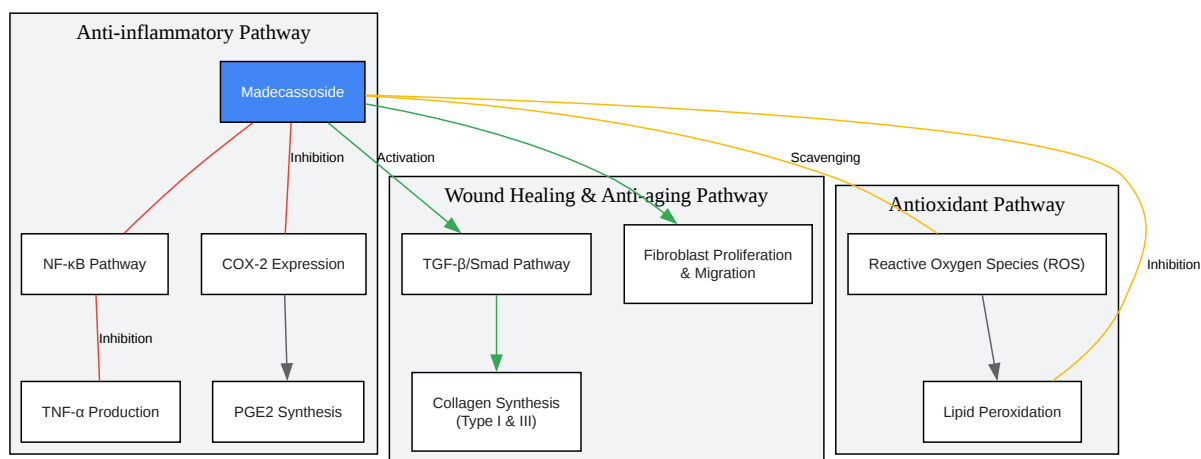 Anti-inflammatory Pathway
Madecassoside
Inhibition
Activation
Scavenging
Wound Healing & Anti-aging Pathway
Antioxidant Pathway
NF-κB Pathway
COX-2 Expression
TGF-β/Smad Pathway
Fibroblast Proliferation
& Migration
Reactive Oxygen Species (ROS)
Inhibition
Inhibition
TNF-α Production
PGE2 Synthesis
Collagen Synthesis
(Type I & III)
Lipid Peroxidation